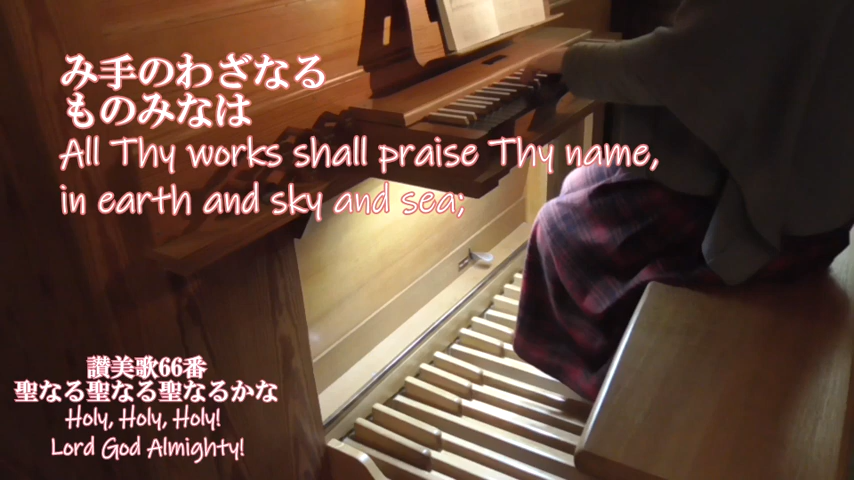 み手のわざなる
ものみなは
All Thy works shall praise Thy name,
in earth and sky and sea;
讃美歌66番
聖なる聖なる聖なるかな
Holy, Holy, Holy!
Lord God Almighty!